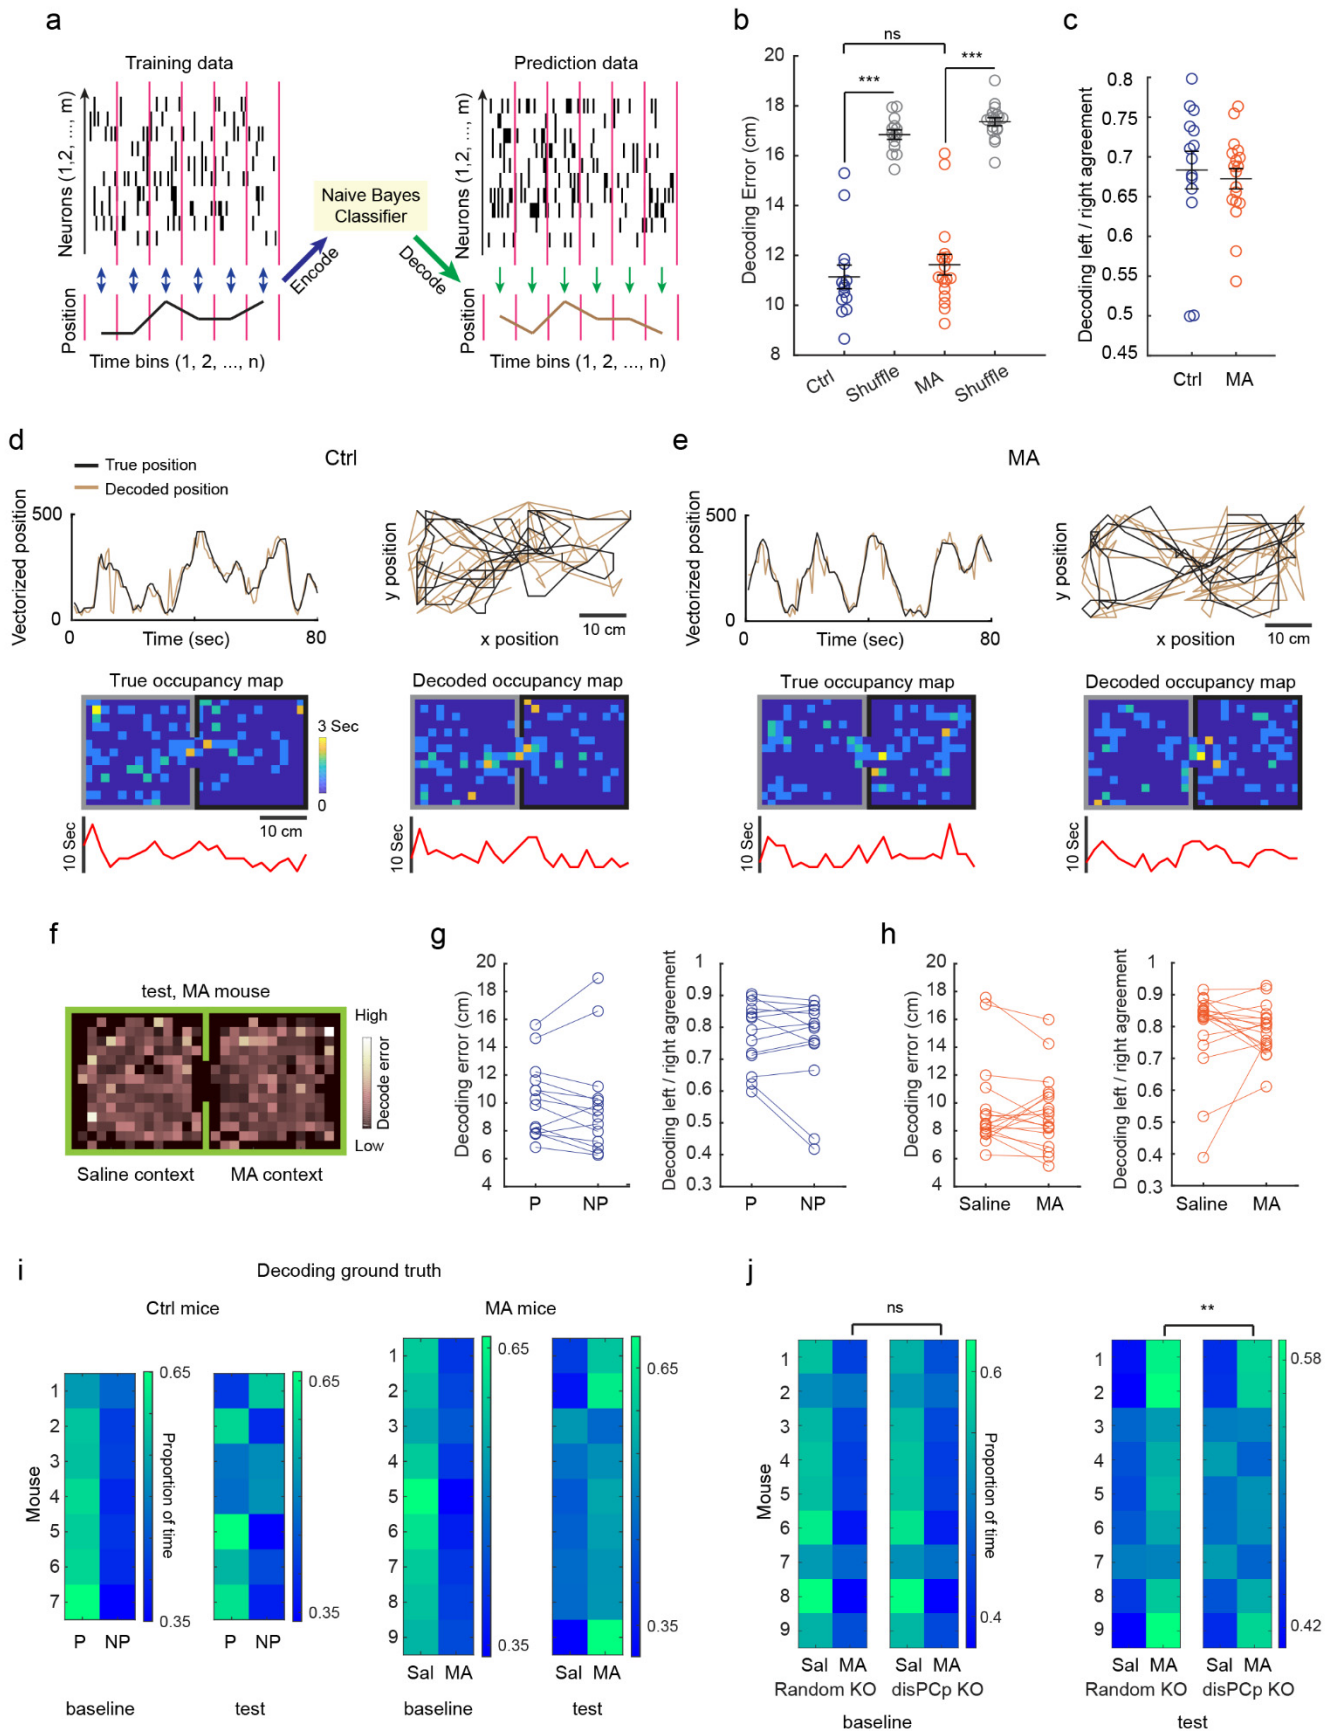 a
Training data
Prediction data
Neurons (1,2, ..., m)
Neurons (1,2, ..., m)
Naive Bayes
Classifier
Encode
Decode
Position
Position
Time bins (1, 2, ..., n)
Time bins (1, 2, ..., n)
b
ns
***
***
Decoding Error (cm)
20
18
16
14
12
10
8
Ctrl
Shuffle
MA
Shuffle
c
Decoding left / right agreement
0.8
0.75
0.7
0.65
0.6
0.55
0.5
0.45
Ctrl
MA
d
Ctrl
True position
Decoded position
Vectorized position
500
0
0
Time (sec)
80
y position
x position
10 cm
True occupancy map
Decoded occupancy map
3 Sec
0
10 cm
10 Sec
10 Sec
e
MA
Vectorized position
500
0
0
Time (sec)
80
y position
x position
10 cm
True occupancy map
Decoded occupancy map
10 Sec
10 Sec
f
test, MA mouse
High
Decode error
Low
Saline context
MA context
g
Decoding error (cm)
20
18
16
14
12
10
8
6
4
P
NP
Decoding left / right agreement
1
0.9
0.8
0.7
0.6
0.5
0.4
0.3
P
NP
h
Decoding error (cm)
20
18
16
14
12
10
8
6
4
Saline
MA
Decoding left / right agreement
1
0.9
0.8
0.7
0.6
0.5
0.4
0.3
Saline
MA
i
Decoding ground truth
Ctrl mice
MA mice
Mouse
1
2
3
4
5
6
7
P
NP
baseline
0.65
Proportion of time
0.35
P
NP
test
0.65
0.35
1
2
3
4
5
6
7
8
9
Sal
MA
baseline
0.65
0.35
Sal
MA
test
0.65
0.35
j
ns
**
Mouse
1
2
3
4
5
6
7
8
9
Sal MA
Random KO
Sal MA
disPCp KO
baseline
0.6
Proportion of time
0.4
1
2
3
4
5
6
7
8
9
Sal MA
Random KO
Sal MA
disPCp KO
test
0.58
0.42